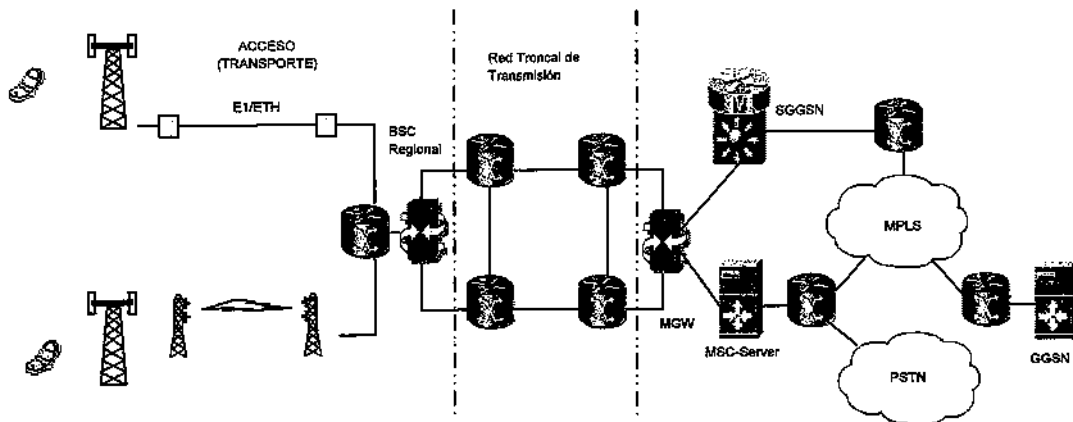 ACCESO
(TRANSPORTE)
E1/ETH
BSC
Regional
Red Troncal de
Transmisión
SGGSN
MPLS
MGW
MSC-Server
PSTN
GGSN